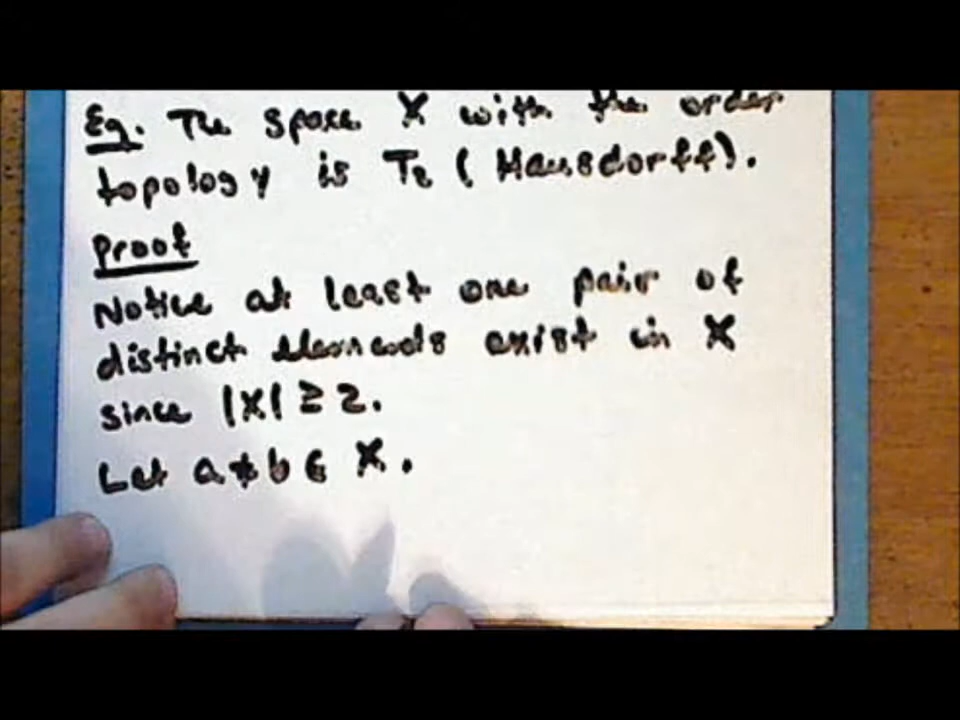 Eg. The space X with the order
topology is T₂ (Hausdorff).
Proof
Notice at least one pair of
distinct elements exist in X
since |X| ≥ 2.
Let a ≠ b ∈ X.